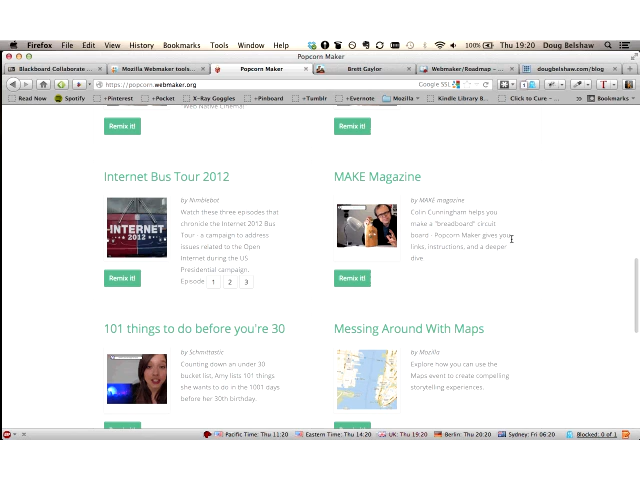 Firefox File Edit View History Bookmarks Tools Window Help 100% Thu 19:20 Doug Belshaw
Popcorn Maker
Blackboard Collaborate ... Mozilla Webmaker tools... Popcorn Maker Brett Gaylor Webmaker/Roadmap - ... dougbelshaw.com/blog
https://popcorn.webmaker.org Google SSL
Read Now Spotify +Pinterest +Pocket X-Ray Goggles +Instapaper +Tumblr +Evernote Mozilla Kindle Library B... Click to Cure - ... Bookmarks
Web Native Cinema
Remix it! Remix it!
Internet Bus Tour 2012
by Nimblebot
Watch these three episodes that
chronicle the Internet 2012 Bus
Tour - a campaign to address
issues related to the Open
Internet during the US
Presidential campaign.
Episode 1 2 3
INTERNET
2012
Remix it!
MAKE Magazine
by MAKE magazine
Colin Cunningham helps you
make a "breadboard" circuit
board - Popcorn Maker gives you
links, instructions, and a deeper
dive
Remix it!
101 things to do before you're 30
by Schmittastic
Counting down an under 30
bucket list, Amy lists 101 things
she wants to do in the 1001 days
before her 30th birthday.
Messing Around With Maps
by Mozilla
Explore how you can use the
Maps event to create compelling
storytelling experiences.
Pacific Time: Thu 11:20 Eastern Time: Thu 14:20 UK: Thu 19:20 Berlin: Thu 20:20 Sydney: Fri 06:20 Blocked: 0 of 1